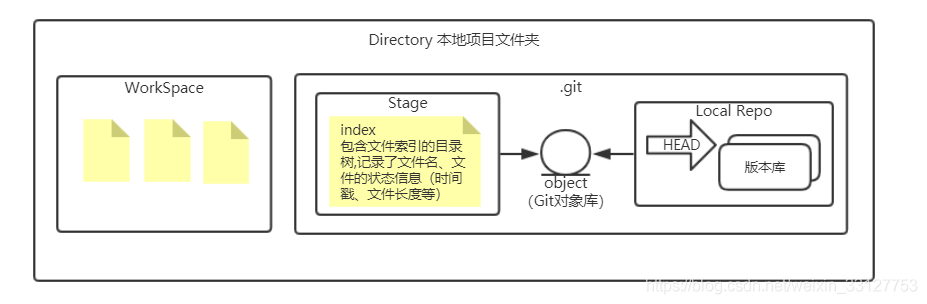 Directory 本地项目文件夹
WorkSpace
.git
Stage
index
包含文件索引的目录
树,记录了文件名、文
件的状态信息（时间
戳、文件长度等）
object
（Git对象库）
Local Repo
HEAD
版本库
https://blog.csdn.net/weixin_33127753